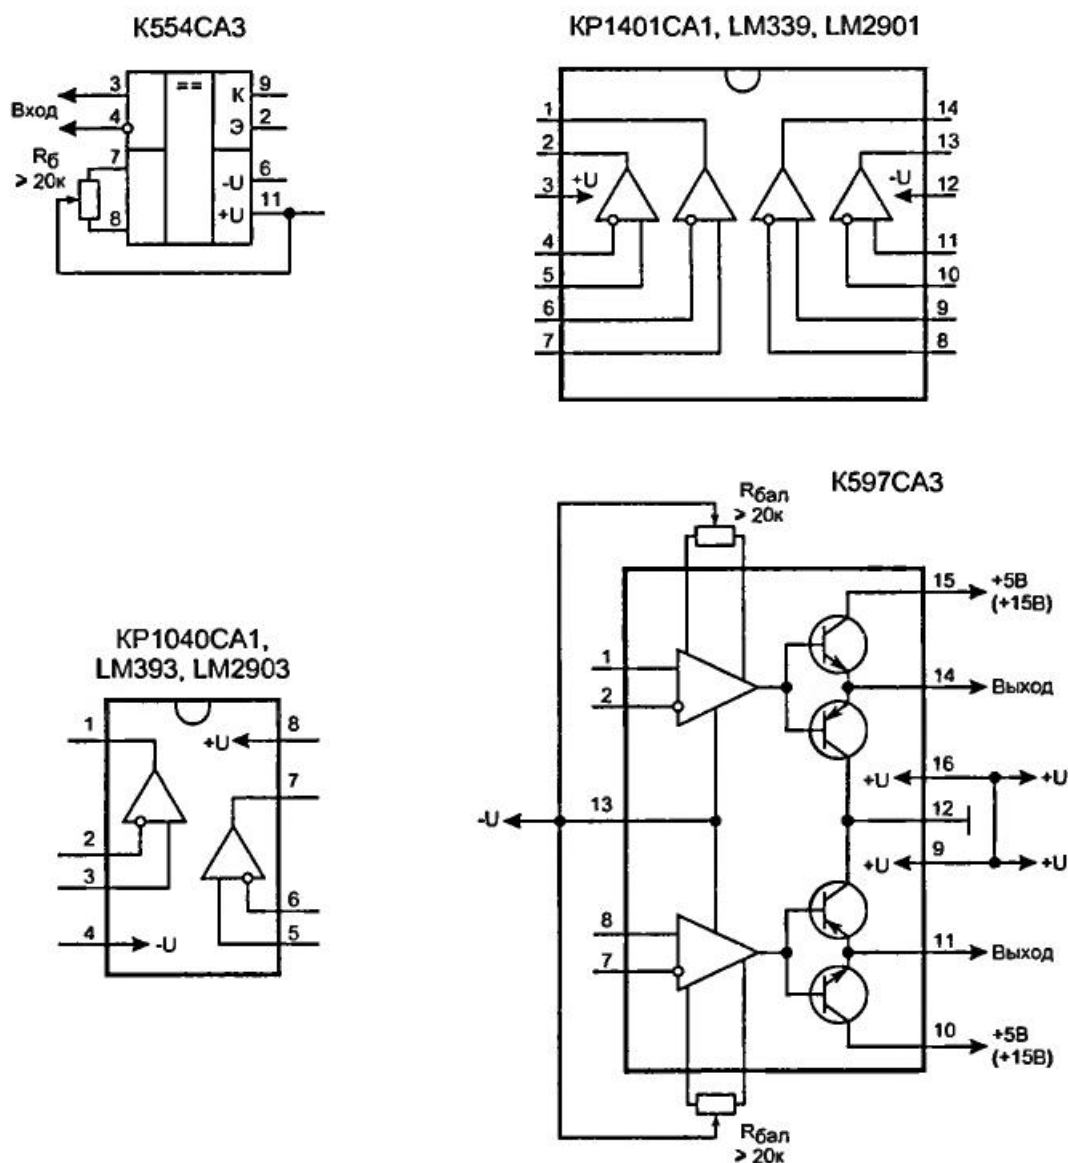 К554СА3
3
Вход
4
7
Rб
≥ 20к
8
==
К
9
Э
2
-U
6
+U
11
КР1401СА1, LM339, LM2901
1
2
3
+U
4
5
6
7
14
13
-U
12
11
10
9
8
КР1040СА1,
LM393, LM2903
1
2
3
4
-U
+U
8
7
6
5
К597СА3
Rбал
≥ 20к
15
+5В
(+15В)
1
2
14
Выход
16
+U
+U
-U
13
12
9
+U
+U
8
7
11
Выход
10
+5В
(+15В)
Rбал
≥ 20к